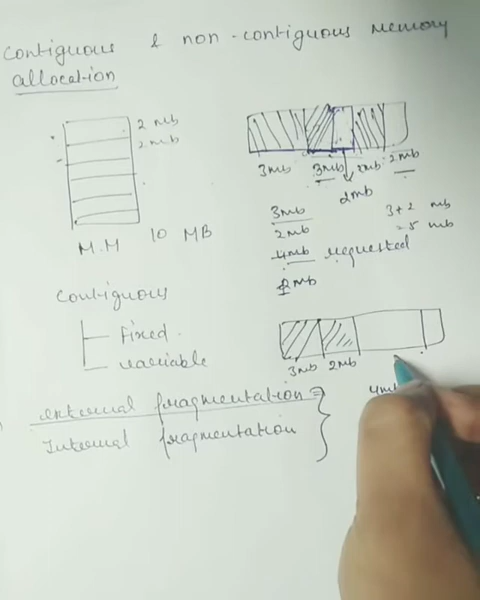 Contiguous & non-contiguous Memory
allocation
2 mb
2 mb
M.M 10 MB
3mb 3mb 2mb 2mb
2mb
3mb
2mb
4mb requested
2mb
3+2 mb
=5 mb
Contiguous
fixed
variable
3mb 2mb
4mb
external fragmentation =
Internal fragmentation